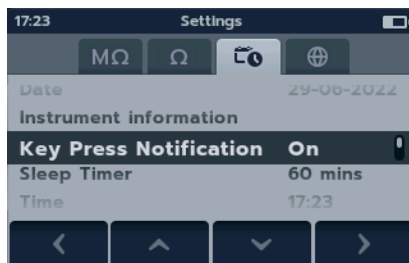 17:23 Settings
MΩ Ω
Date 29-06-2022
Instrument information
Key Press Notification On
Sleep Timer 60 mins
Time 17:23